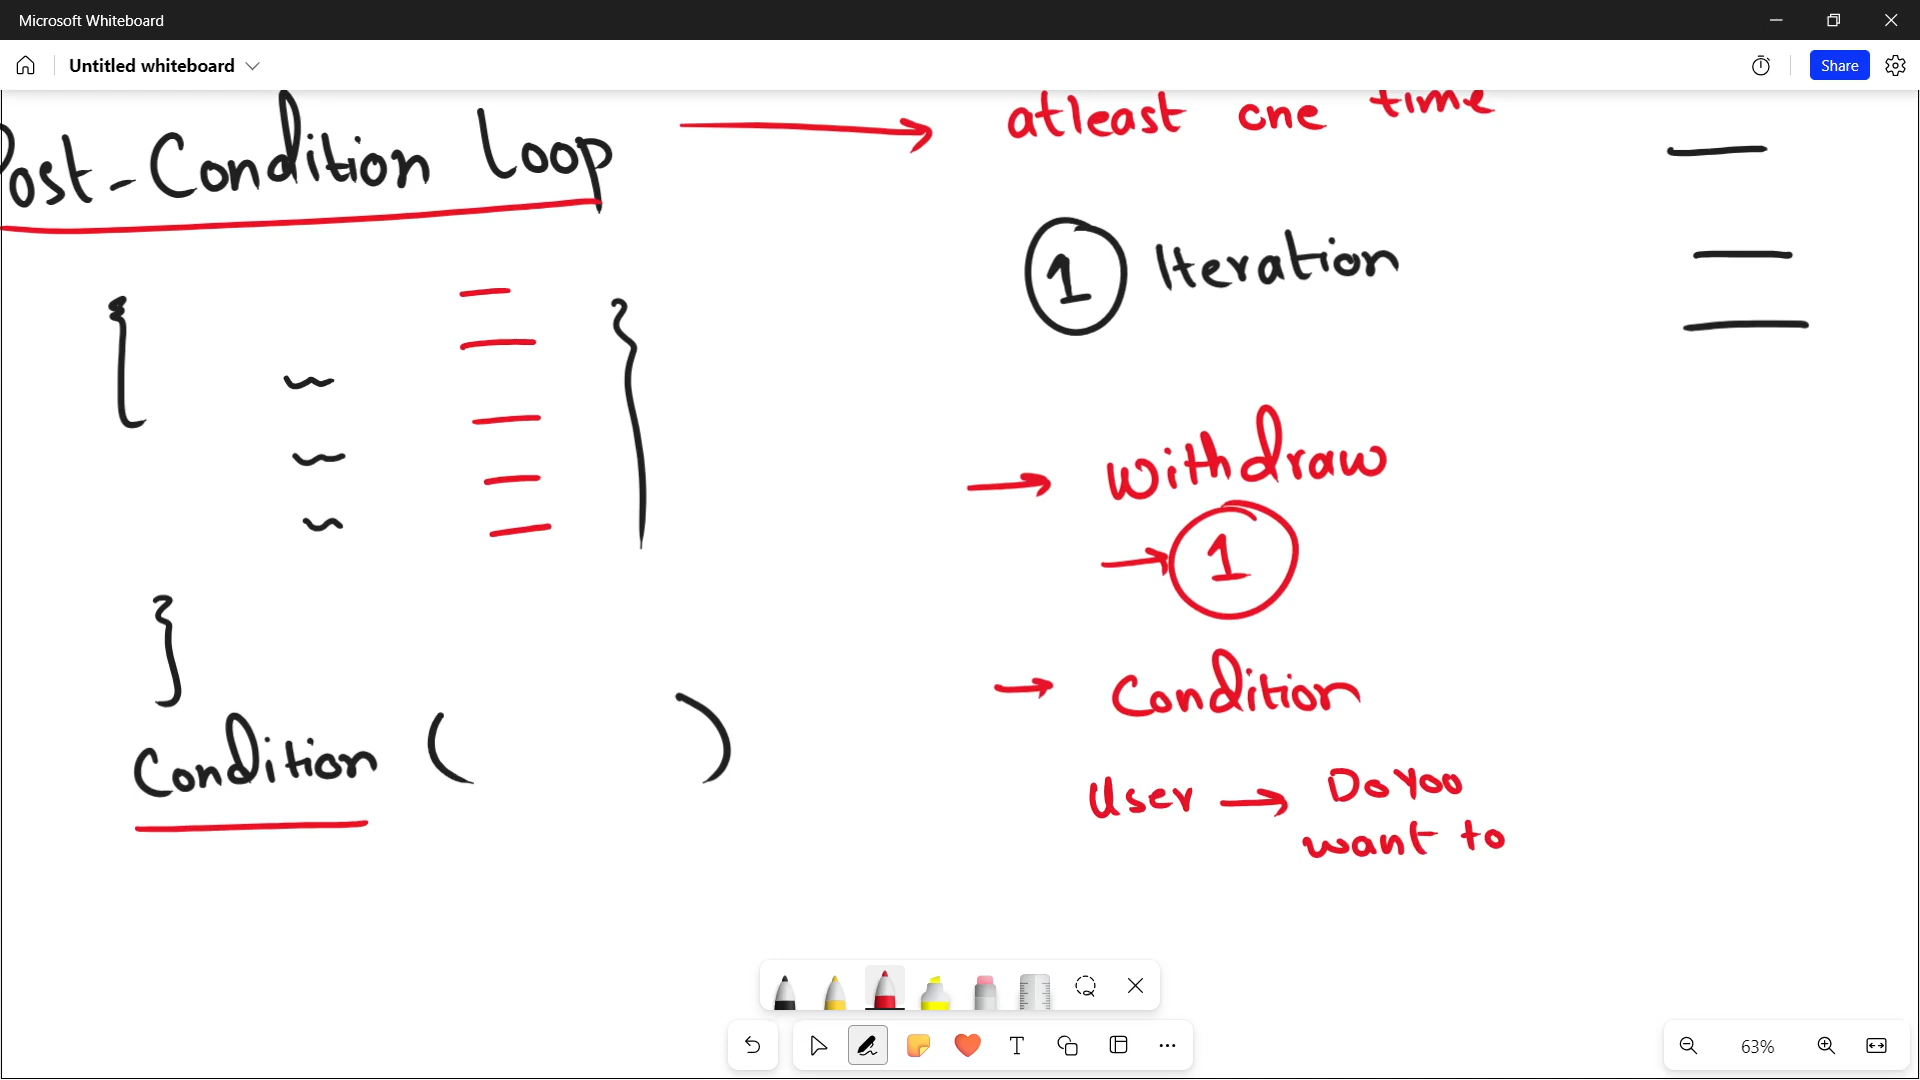 Microsoft Whiteboard
Untitled whiteboard
Share
Post-Condition Loop
atleast one time
1 Iteration
{
}
}
Condition ( )
withdraw
1
Condition
User → Do You
want to
63%